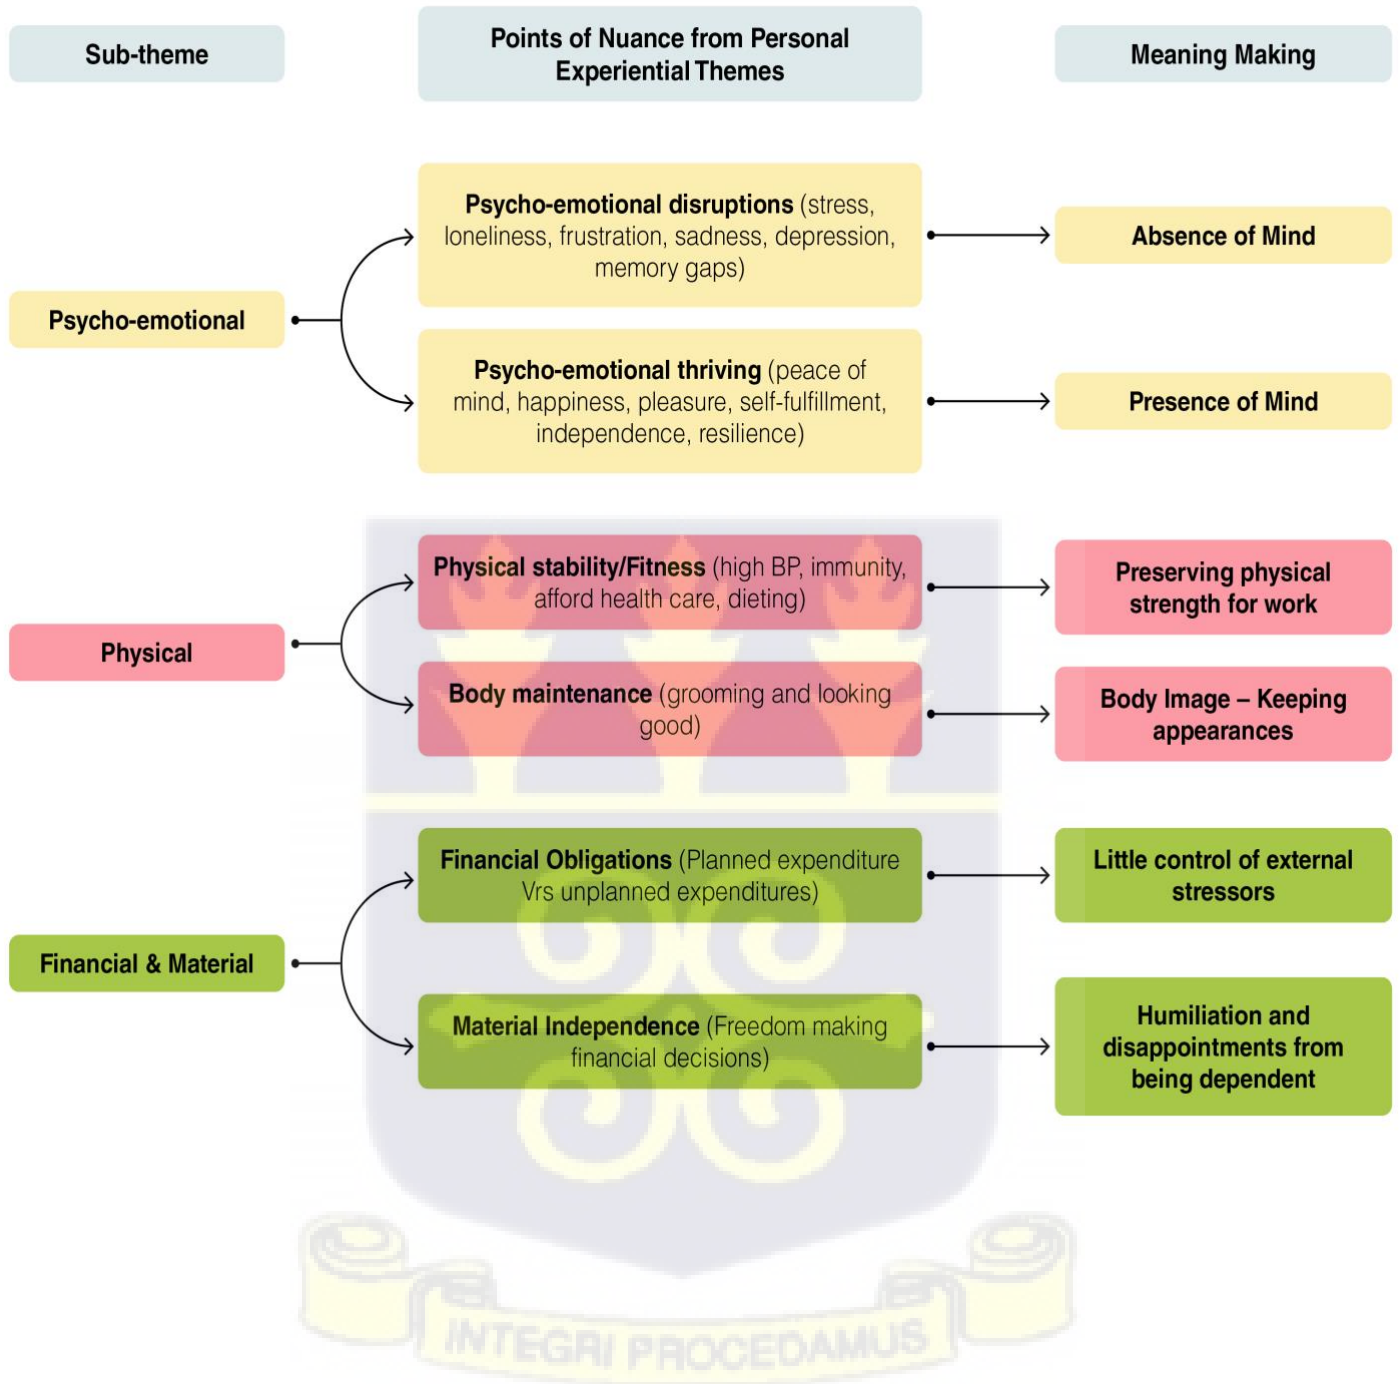 Sub-theme
Points of Nuance from Personal
Experiential Themes
Meaning Making
Psycho-emotional
Psycho-emotional disruptions (stress,
loneliness, frustration, sadness, depression,
memory gaps)
Absence of Mind
Psycho-emotional thriving (peace of
mind, happiness, pleasure, self-fulfillment,
independence, resilience)
Presence of Mind
Physical
Physical stability/Fitness (high BP, immunity,
afford health care, dieting)
Preserving physical
strength for work
Body maintenance (grooming and looking
good)
Body Image – Keeping
appearances
Financial & Material
Financial Obligations (Planned expenditure
Vrs unplanned expenditures)
Little control of external
stressors
Material Independence (Freedom making
financial decisions)
Humiliation and
disappointments from
being dependent
INTEGRI PROCEDAMUS